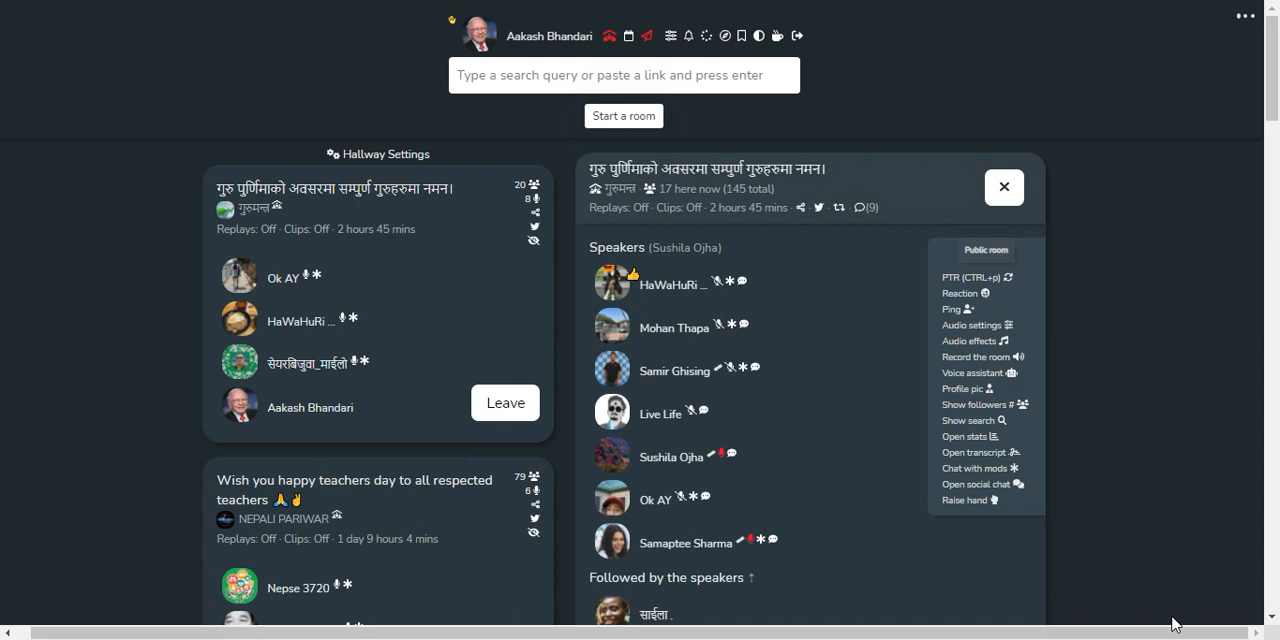 Aakash Bhandari
Type a search query or paste a link and press enter
Start a room
Hallway Settings
गुरु पुर्णिमाको अवसरमा सम्पुर्ण गुरुहरुमा नमन।
20
गुरुमन्त्र
8
Replays: Off · Clips: Off · 2 hours 45 mins
Ok AY
HaWaHuRi ...
सेयरबिजुवा_माईलो
Aakash Bhandari
Leave
Wish you happy teachers day to all respected
teachers 🙏✌
79
6
NEPALI PARIWAR
Replays: Off · Clips: Off · 1 day 9 hours 4 mins
Nepse 3720
गुरु पुर्णिमाको अवसरमा सम्पुर्ण गुरुहरुमा नमन।
गुरुमन्त्र · 17 here now (145 total)
Replays: Off · Clips: Off · 2 hours 45 mins · · · · (9)
Speakers (Sushila Ojha)
HaWaHuRi ...
Mohan Thapa
Samir Ghising
Live Life
Sushila Ojha
Ok AY
Samaptee Sharma
Followed by the speakers ↑
साईला .
Public room
PTR (CTRL+p)
Reaction
Ping
Audio settings
Audio effects
Record the room
Voice assistant
Profile pic
Show followers #
Show search
Open stats
Open transcript
Chat with mods
Open social chat
Raise hand